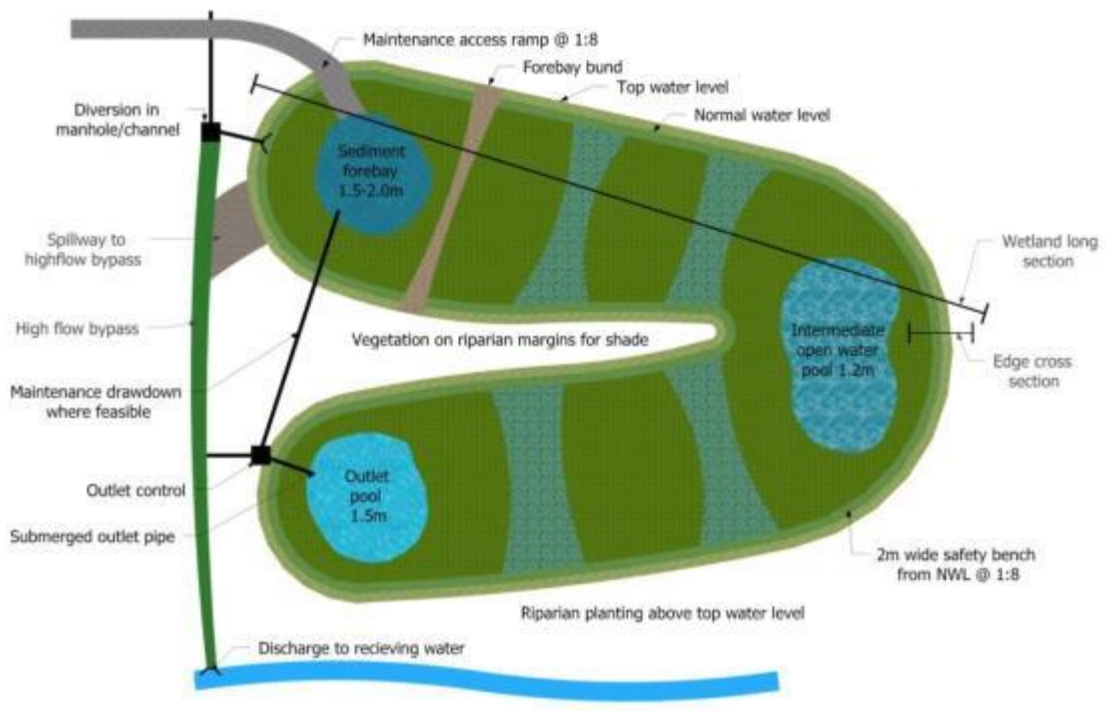 Maintenance access ramp @ 1:8
Forebay bund
Top water level
Normal water level
Diversion in
manhole/channel
Sediment
forebay
1.5-2.0m
Spillway to
highflow bypass
Wetland long
section
High flow bypass
Vegetation on riparian margins for shade
Intermediate
open water
pool 1.2m
Edge cross
section
Maintenance drawdown
where feasible
Outlet control
Outlet
pool
1.5m
Submerged outlet pipe
2m wide safety bench
from NWL @ 1:8
Riparian planting above top water level
Discharge to recieving water